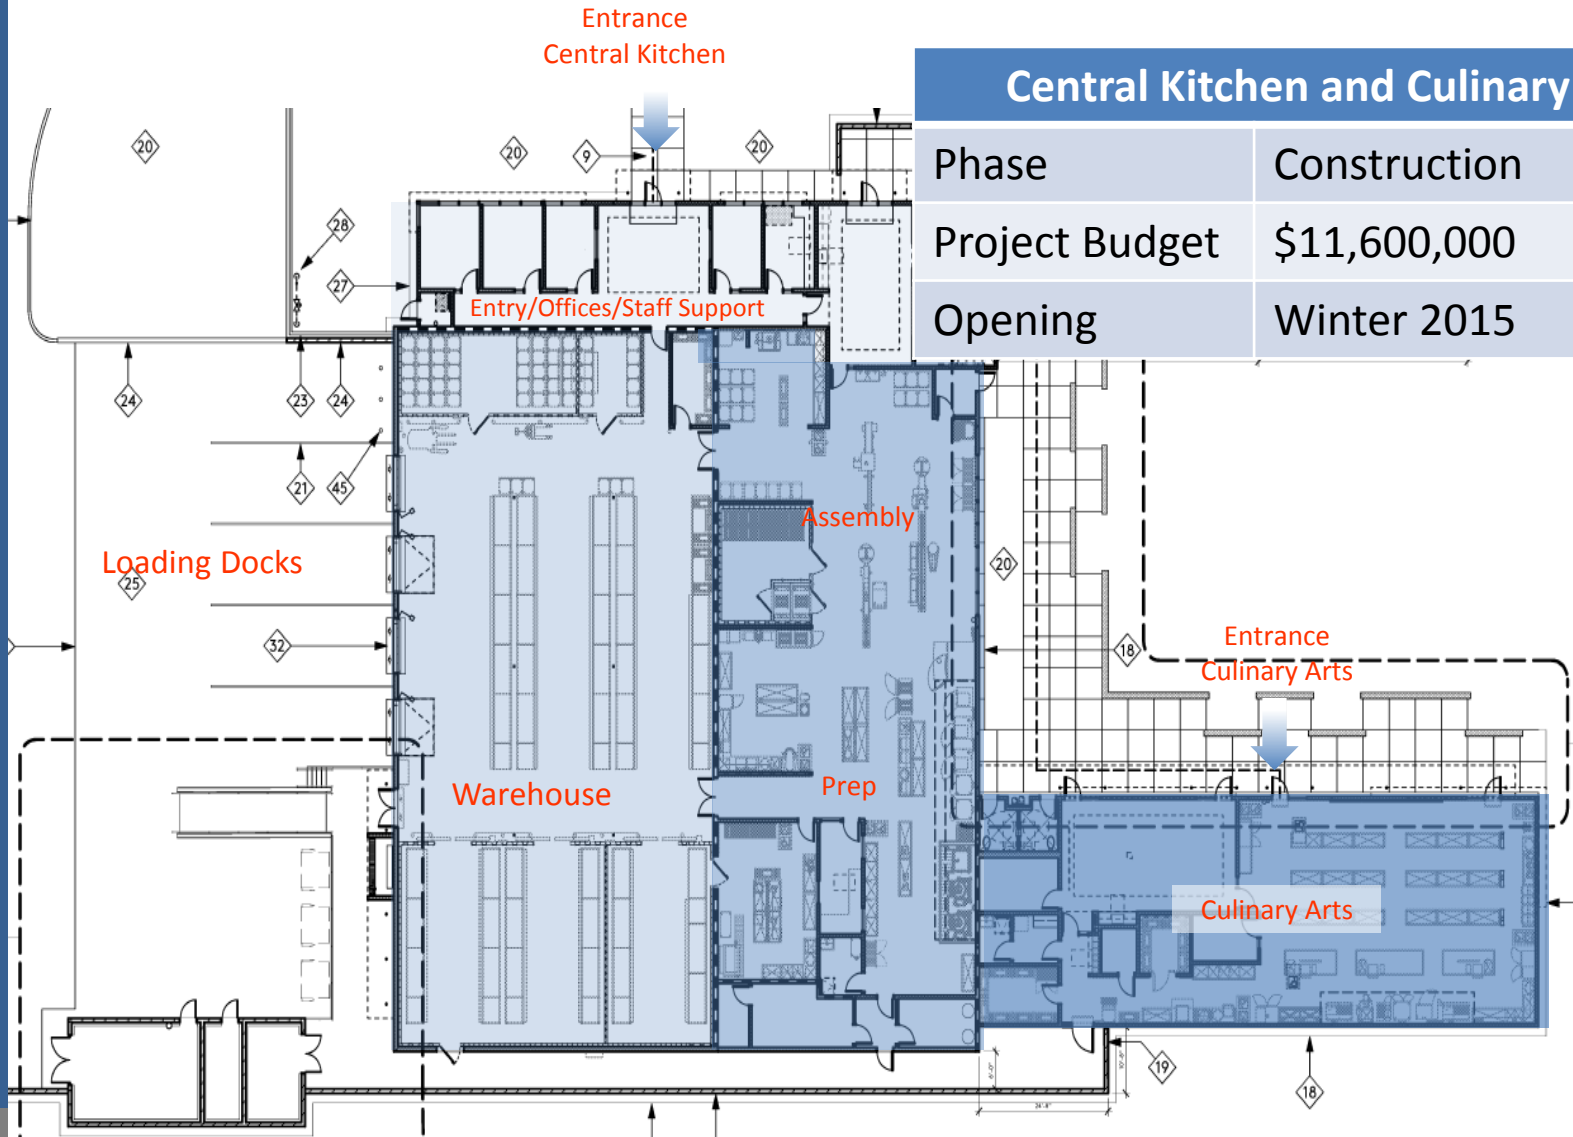 Entrance
Central Kitchen
Central Kitchen and Culinary
Phase Construction
Project Budget $11,600,000
Opening Winter 2015
20
20
9
20
28
27
Entry/Offices/Staff Support
24
23
24
21
45
Assembly
Loading Docks
25
20
32
18
Entrance
Culinary Arts
Warehouse
Prep
Culinary Arts
19
18
24'-8"